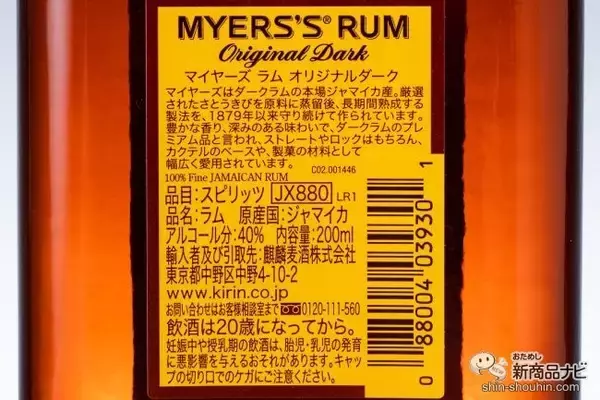 MYERS'S® RUM
Original Dark
マイヤーズ ラム オリジナルダーク
マイヤーズはダークラムの本場ジャマイカ産。厳選
されたさとうきびを原料に蒸留後、長期間熟成する
製法を、1879年以来守り続けて作られています。
豊かな香り、深みのある味わいで、ダークラムのプレ
ミアム品と言われ、ストレートやロックはもちろん、
カクテルのベースや、製菓の材料として
幅広く愛用されています。
C02.001446
100% Fine JAMAICAN RUM
品目:スピリッツ JX880 LR1
品名:ラム 原産国:ジャマイカ
アルコール分:40% 内容量:200ml
輸入者及び引取先:麒麟麦酒株式会社
東京都中野区中野4-10-2
www.kirin.co.jp
お問い合わせはお客様相談室まで 0120-111-560
飲酒は20歳になってから。
妊娠中や授乳期の飲酒は、胎児・乳児の発育
に悪影響を与えるおそれがあります。キャッ
プの切り口でのケガにご注意ください。
0 88004 03930 1
おためし
新商品ナビ
shin-shouhin.com